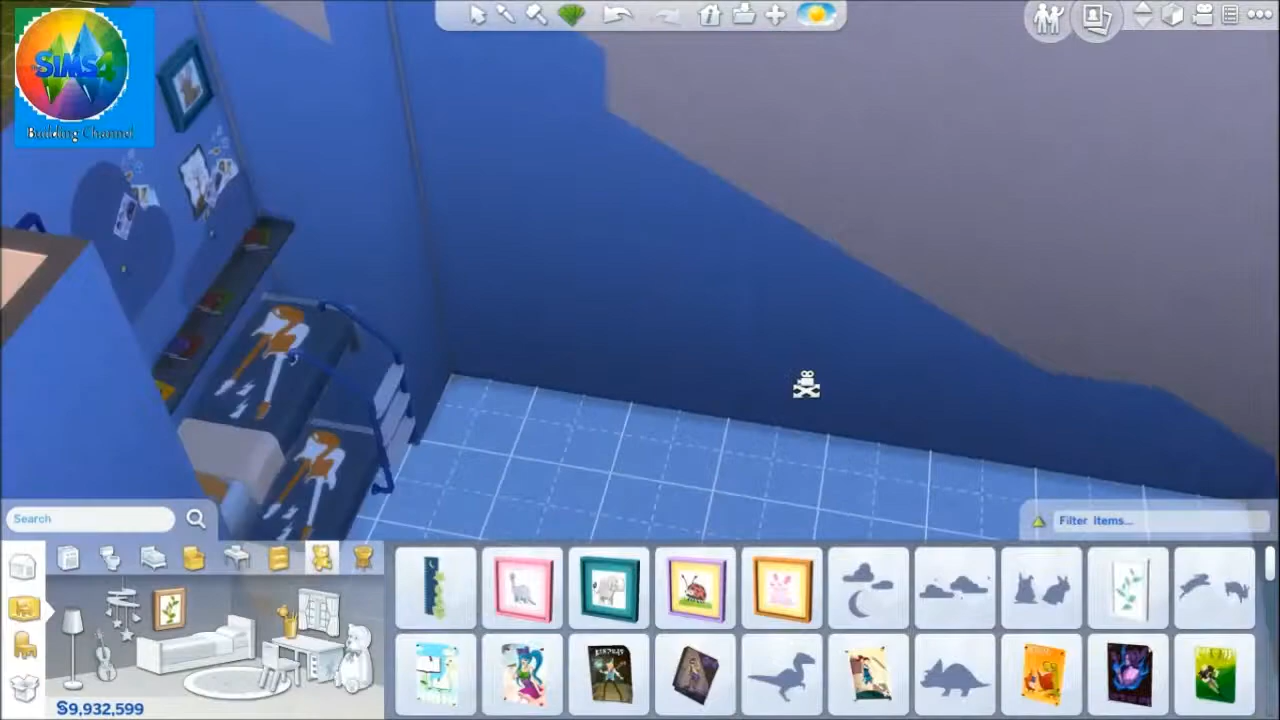 SIMS4
Building Channel
Search
Filter Items...
§9,932,599